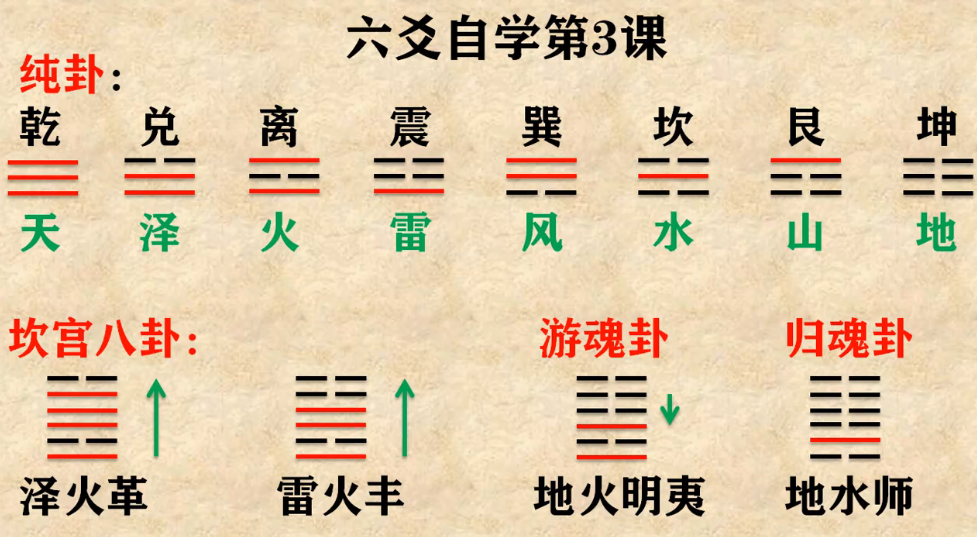 六爻自学第3课
纯卦：
乾 兑 离 震 巽 坎 艮 坤
天 泽 火 雷 风 水 山 地
坎宫八卦： 游魂卦 归魂卦
泽火革 雷火丰 地火明夷 地水师